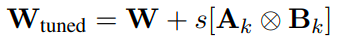 W_tuned = W + s[A_k ⊗ B_k]